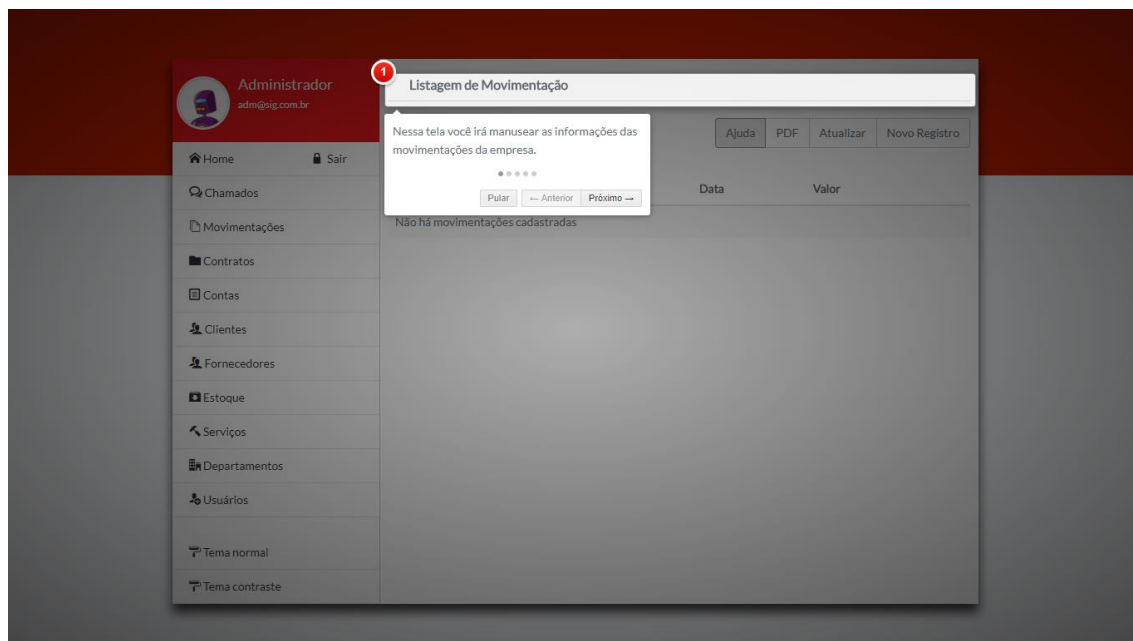 Administrador
adm@sig.com.br
Home
Sair
Chamados
Movimentações
Contratos
Contas
Clientes
Fornecedores
Estoque
Serviços
Departamentos
Usuários
Tema normal
Tema contraste
1
Listagem de Movimentação
Nessa tela você irá manusear as informações das
movimentações da empresa.
Pular
← Anterior
Próximo →
Ajuda
PDF
Atualizar
Novo Registro
Data
Valor
Não há movimentações cadastradas